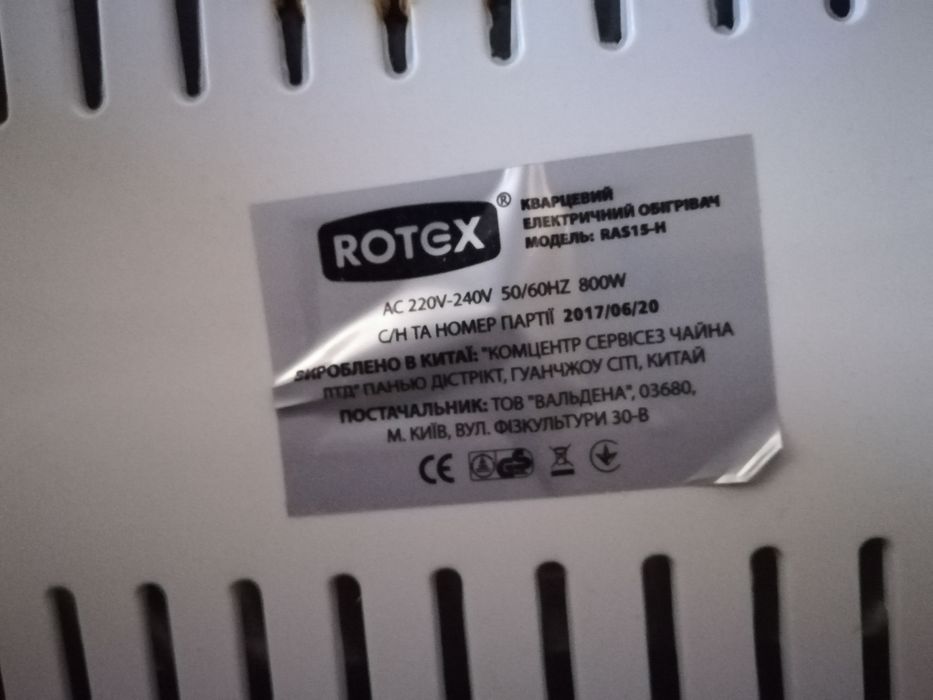 ROTEX®
КВАРЦЕВИЙ
ЕЛЕКТРИЧНИЙ ОБІГРІВАЧ
МОДЕЛЬ: RAS15-H
AC 220V-240V 50/60HZ 800W
С/Н ТА НОМЕР ПАРТІЇ 2017/06/20
ВИРОБЛЕНО В КИТАЇ: "КОМЦЕНТР СЕРВІСЕЗ ЧАЙНА
ЛТД" ПАНЬЮ ДІСТРІКТ, ГУАНЧЖОУ СІТІ, КИТАЙ
ПОСТАЧАЛЬНИК: ТОВ "ВАЛЬДЕНА", 03680,
М. КИЇВ, ВУЛ. ФІЗКУЛЬТУРИ 30-В
CE GS